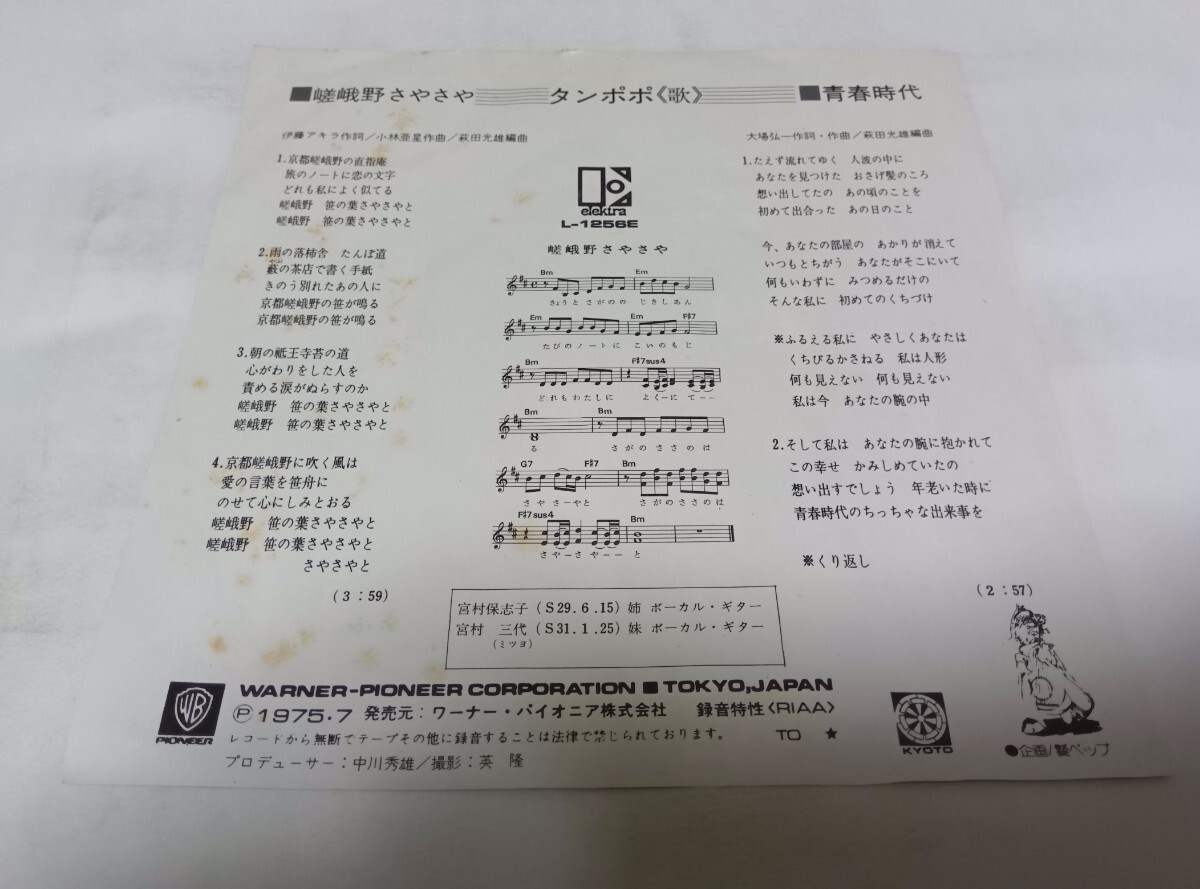 ■嵯峨野さやさや タンポポ《歌》 ■青春時代
伊藤アキラ作詞／小林亜星作曲／萩田光雄編曲
1.京都嵯峨野の直指庵
旅のノートに恋の文字
どれも私によく似てる
嵯峨野 笹の葉さやさやと
嵯峨野 笹の葉さやさやと
2.雨の落柿舎 たんぼ道
藪の茶店で書く手紙
きのう別れたあの人に
京都嵯峨野の笹が鳴る
京都嵯峨野の笹が鳴る
3.朝の祇王寺苔の道
心がわりをした人を
責める涙がぬらすのか
嵯峨野 笹の葉さやさやと
嵯峨野 笹の葉さやさやと
4.京都嵯峨野に吹く風は
愛の言葉を笹舟に
のせて心にしみとおる
嵯峨野 笹の葉さやさやと
嵯峨野 笹の葉さやさやと
さやさやと
(3:59)
elektra
L-1256E
嵯峨野さやさや
Bm Em
きょうとさがのの じきしあん
Em Em F#7
たびのノートに こいのもじ
Bm F#7sus4
どれもわたしに よくーにてーー
Bm Bm
る さがのささのは
G7 F#7 Bm
さやさーやと さがのささのは
F#7sus4 Bm
さやーさやーーと
大場弘一作詞・作曲／萩田光雄編曲
1.たえず流れてゆく 人波の中に
あなたを見つけた おさげ髪のころ
想い出してたの あの頃のことを
初めて出合った あの日のこと
今、あなたの部屋の あかりが消えて
いつもとちがう あなたがそこにいて
何もいわずに みつめるだけの
そんな私に 初めてのくちづけ
※ふるえる私に やさしくあなたは
くちびるかさねる 私は人形
何も見えない 何も見えない
私は今 あなたの腕の中
2.そして私は あなたの腕に抱かれて
この幸せ かみしめていたの
想い出すでしょう 年老いた時に
青春時代のちっちゃな出来事を
※くり返し
(2:57)
宮村保志子(S29.6.15)姉 ボーカル・ギター
宮村 三代(S31.1.25)妹 ボーカル・ギター
(ミツヨ)
WB
PIONEER
WARNER-PIONEER CORPORATION ■ TOKYO,JAPAN
Ⓟ1975・7 発売元：ワーナー・パイオニア株式会社 録音特性〈RIAA〉
レコードから無断でテープその他に録音することは法律で禁じられております。 TO ★
プロデューサー：中川秀雄／撮影：英 隆
KYOTO
●企画/贅ペップ